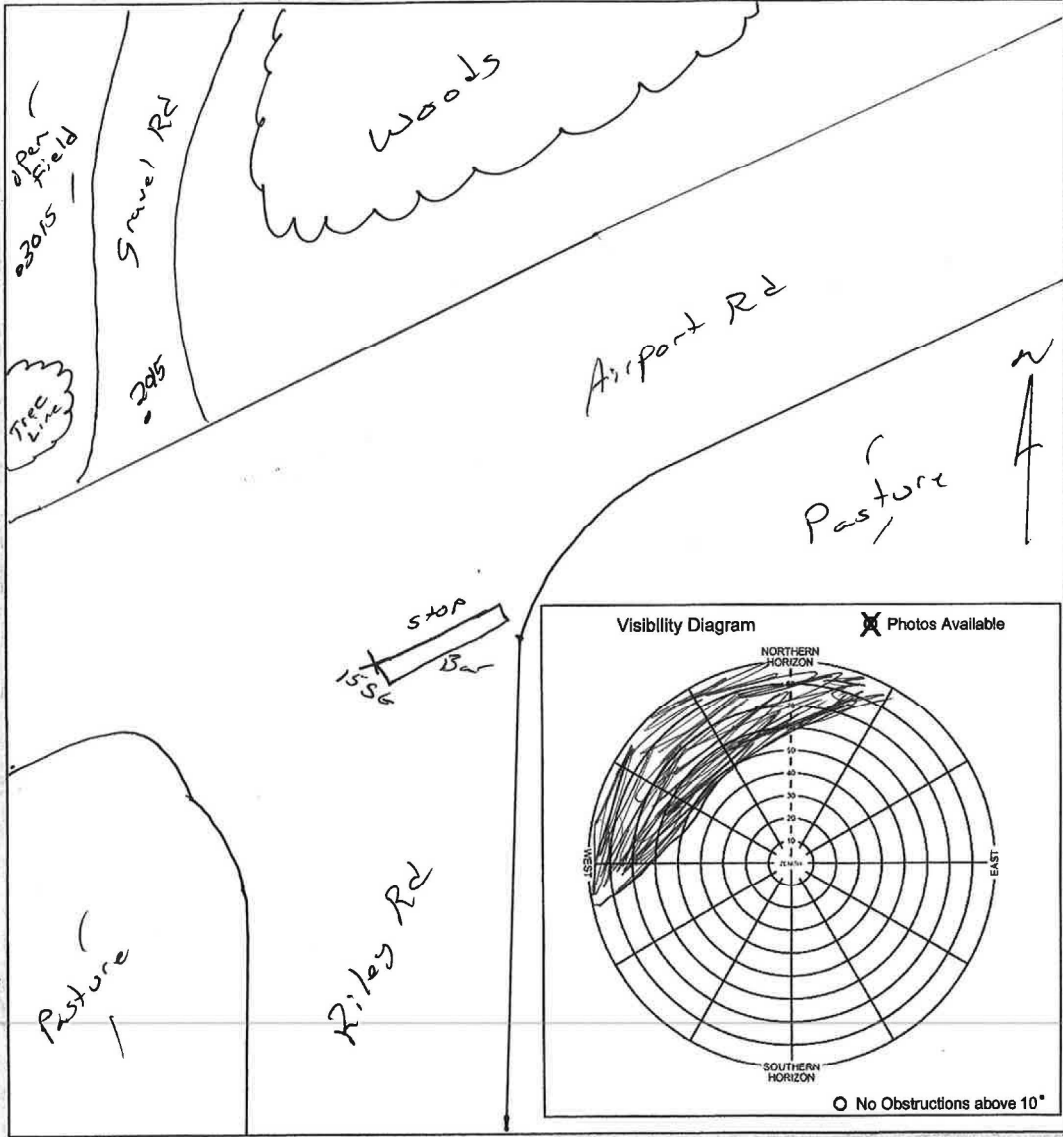 Woods
open
field
Gravel Rd
•3015
Airport Rd
N
•2015
Tree
Line
Pasture
stop
Bar
15SG
Visibility Diagram
Photos Available
NORTHERN
HORIZON
50
40
30
20
10
ZENITH
WEST
EAST
SOUTHERN
HORIZON
No Obstructions above 10°
Riley Rd
Pasture